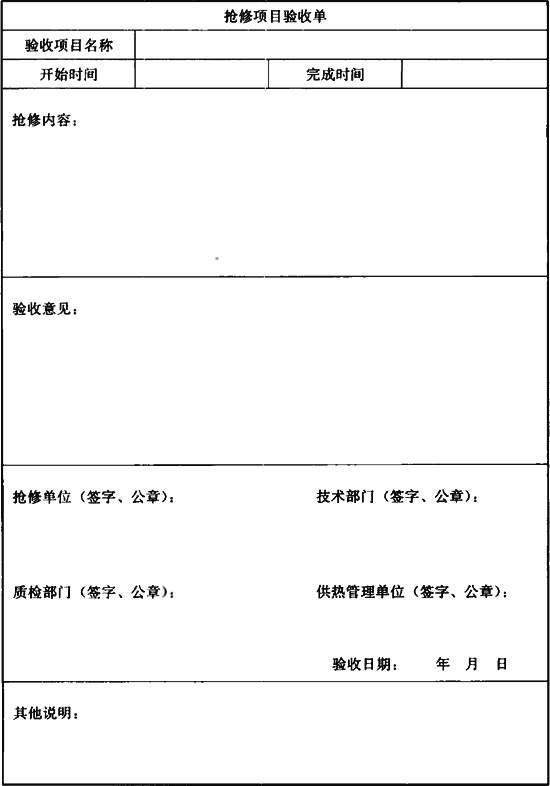 抢修项目验收单
验收项目名称
开始时间 完成时间
抢修内容：
验收意见：
抢修单位（签字、公章）： 技术部门（签字、公章）：
质检部门（签字、公章）： 供热管理单位（签字、公章）：
验收日期： 年 月 日
其他说明：